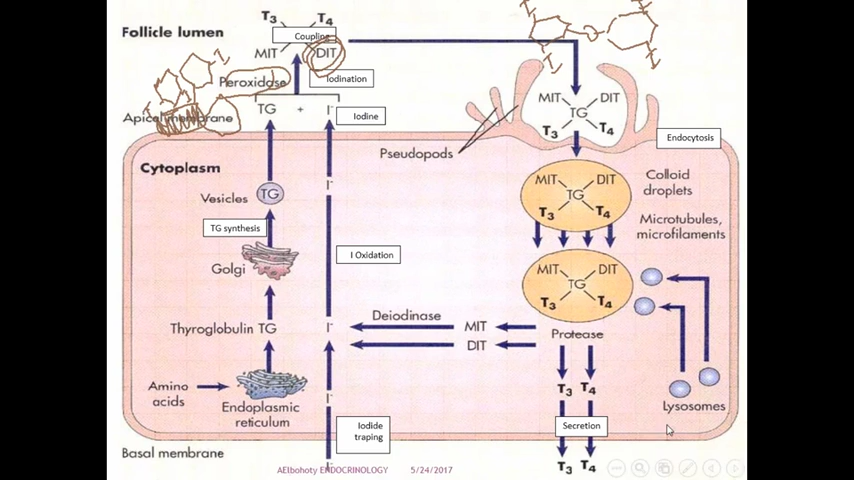 T3 T4
Follicle lumen
Coupling
MIT DIT
Peroxidase
Iodination
TG + I-
Apical membrane
Iodine
MIT DIT
TG
T3 T4
Endocytosis
Pseudopods
Cytoplasm
I-
Vesicles TG
TG synthesis
Golgi
I Oxidation
MIT DIT
TG
T3 T4
Colloid
droplets
Microtubules,
microfilaments
MIT DIT
TG
T3 T4
Thyroglobulin TG
I-
Deiodinase
MIT
DIT
Protease
Amino
acids
Endoplasmic
reticulum
I-
T3 T4
Lysosomes
Iodide
traping
Secretion
Basal membrane
I-
T3 T4
AElbohoty ENDOCRINOLOGY 5/24/2017
I I
I I
I
I